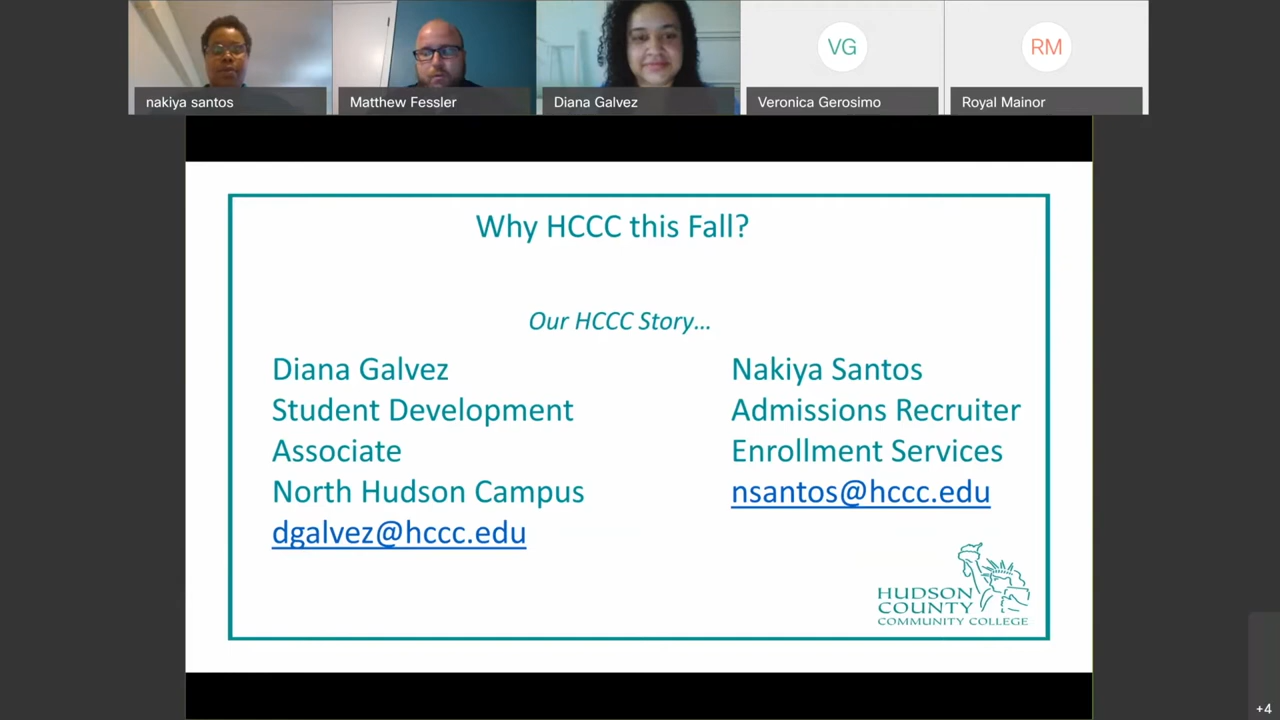 VG
RM
nakiya santos
Matthew Fessler
Diana Galvez
Veronica Gerosimo
Royal Mainor
Why HCCC this Fall?
Our HCCC Story...
Diana Galvez
Student Development
Associate
North Hudson Campus
dgalvez@hccc.edu
Nakiya Santos
Admissions Recruiter
Enrollment Services
nsantos@hccc.edu
HUDSON
COUNTY
COMMUNITY COLLEGE
+4